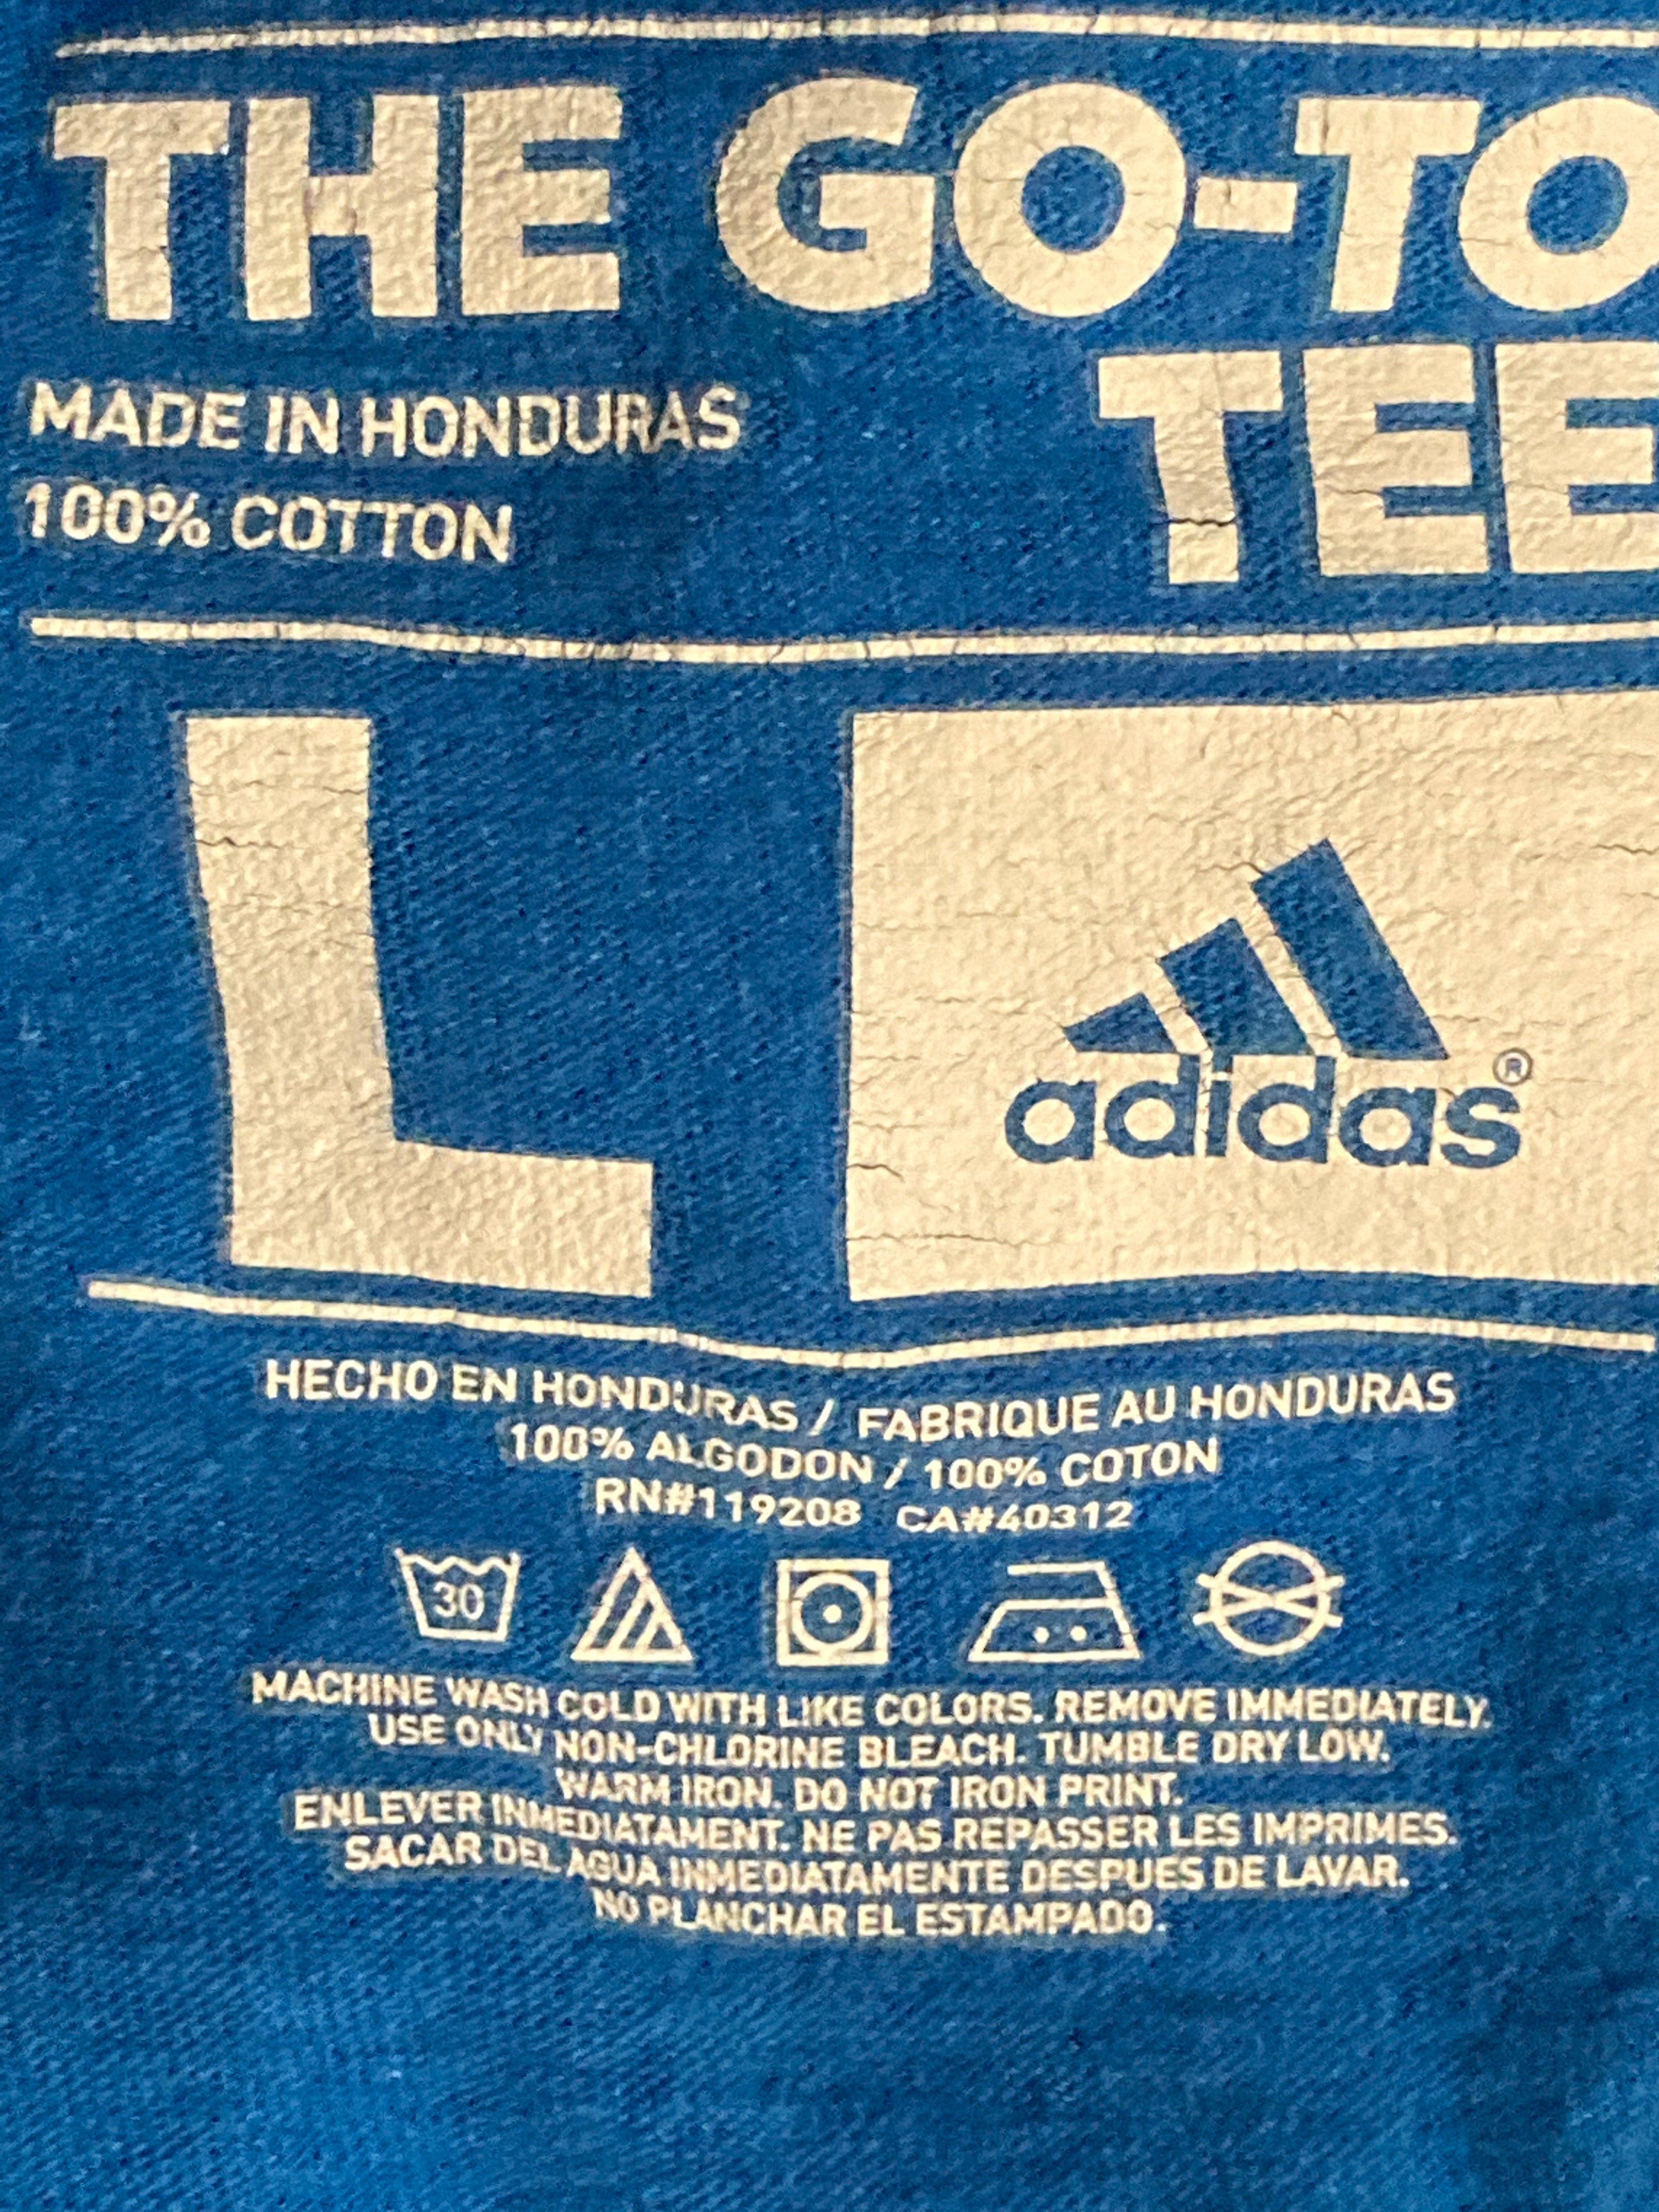 THE GO-TO
TEE
MADE IN HONDURAS
100% COTTON
L
adidas®
HECHO EN HONDURAS / FABRIQUE AU HONDURAS
100% ALGODON / 100% COTON
RN#119208 CA#40312
30
MACHINE WASH COLD WITH LIKE COLORS. REMOVE IMMEDIATELY.
USE ONLY NON-CHLORINE BLEACH. TUMBLE DRY LOW.
WARM IRON. DO NOT IRON PRINT.
ENLEVER INMEDIATAMENT. NE PAS REPASSER LES IMPRIMES.
SACAR DEL AGUA INMEDIATAMENTE DESPUES DE LAVAR.
NO PLANCHAR EL ESTAMPADO.